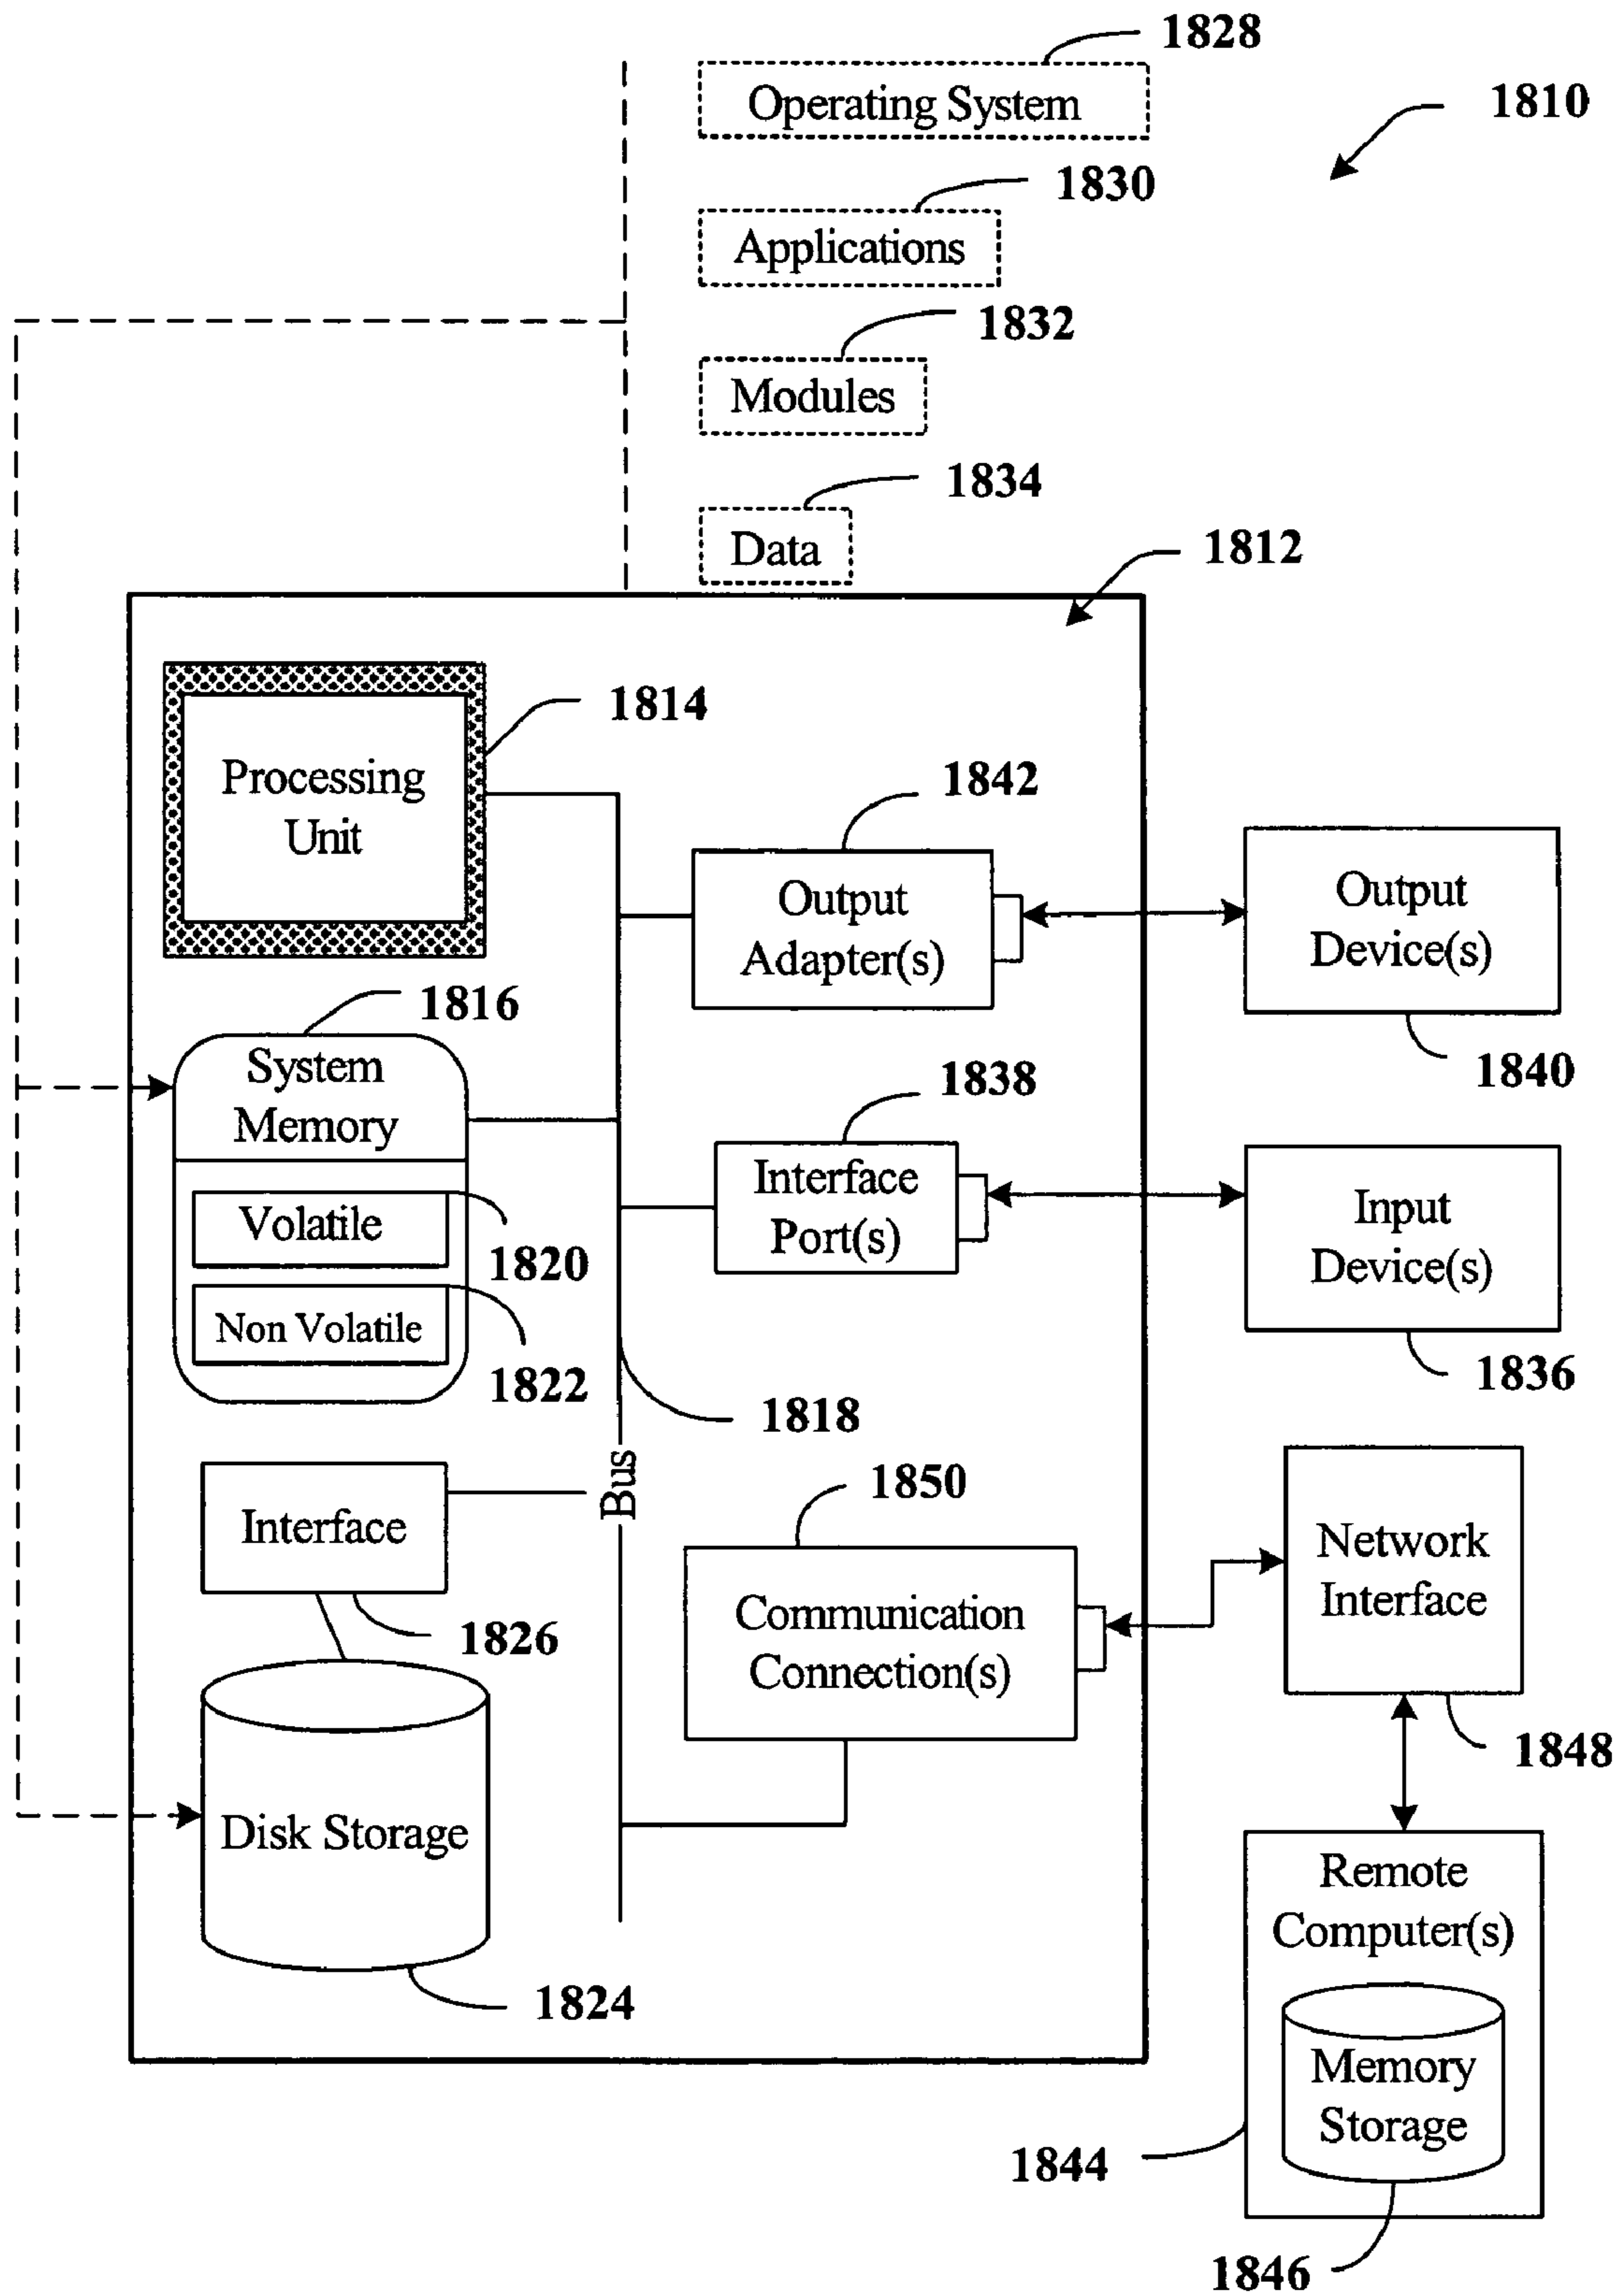 1828
Operating System
1810
1830
Applications
1832
Modules
1834
Data
1812
1814
Processing
Unit
1842
Output
Adapter(s)
Output
Device(s)
1840
1816
System
Memory
1838
Interface
Port(s)
Input
Device(s)
1836
Volatile
1820
Non Volatile
1822
1818
Bus
Interface
1826
1850
Communication
Connection(s)
Network
Interface
1848
Disk Storage
1824
Remote
Computer(s)
Memory
Storage
1844
1846